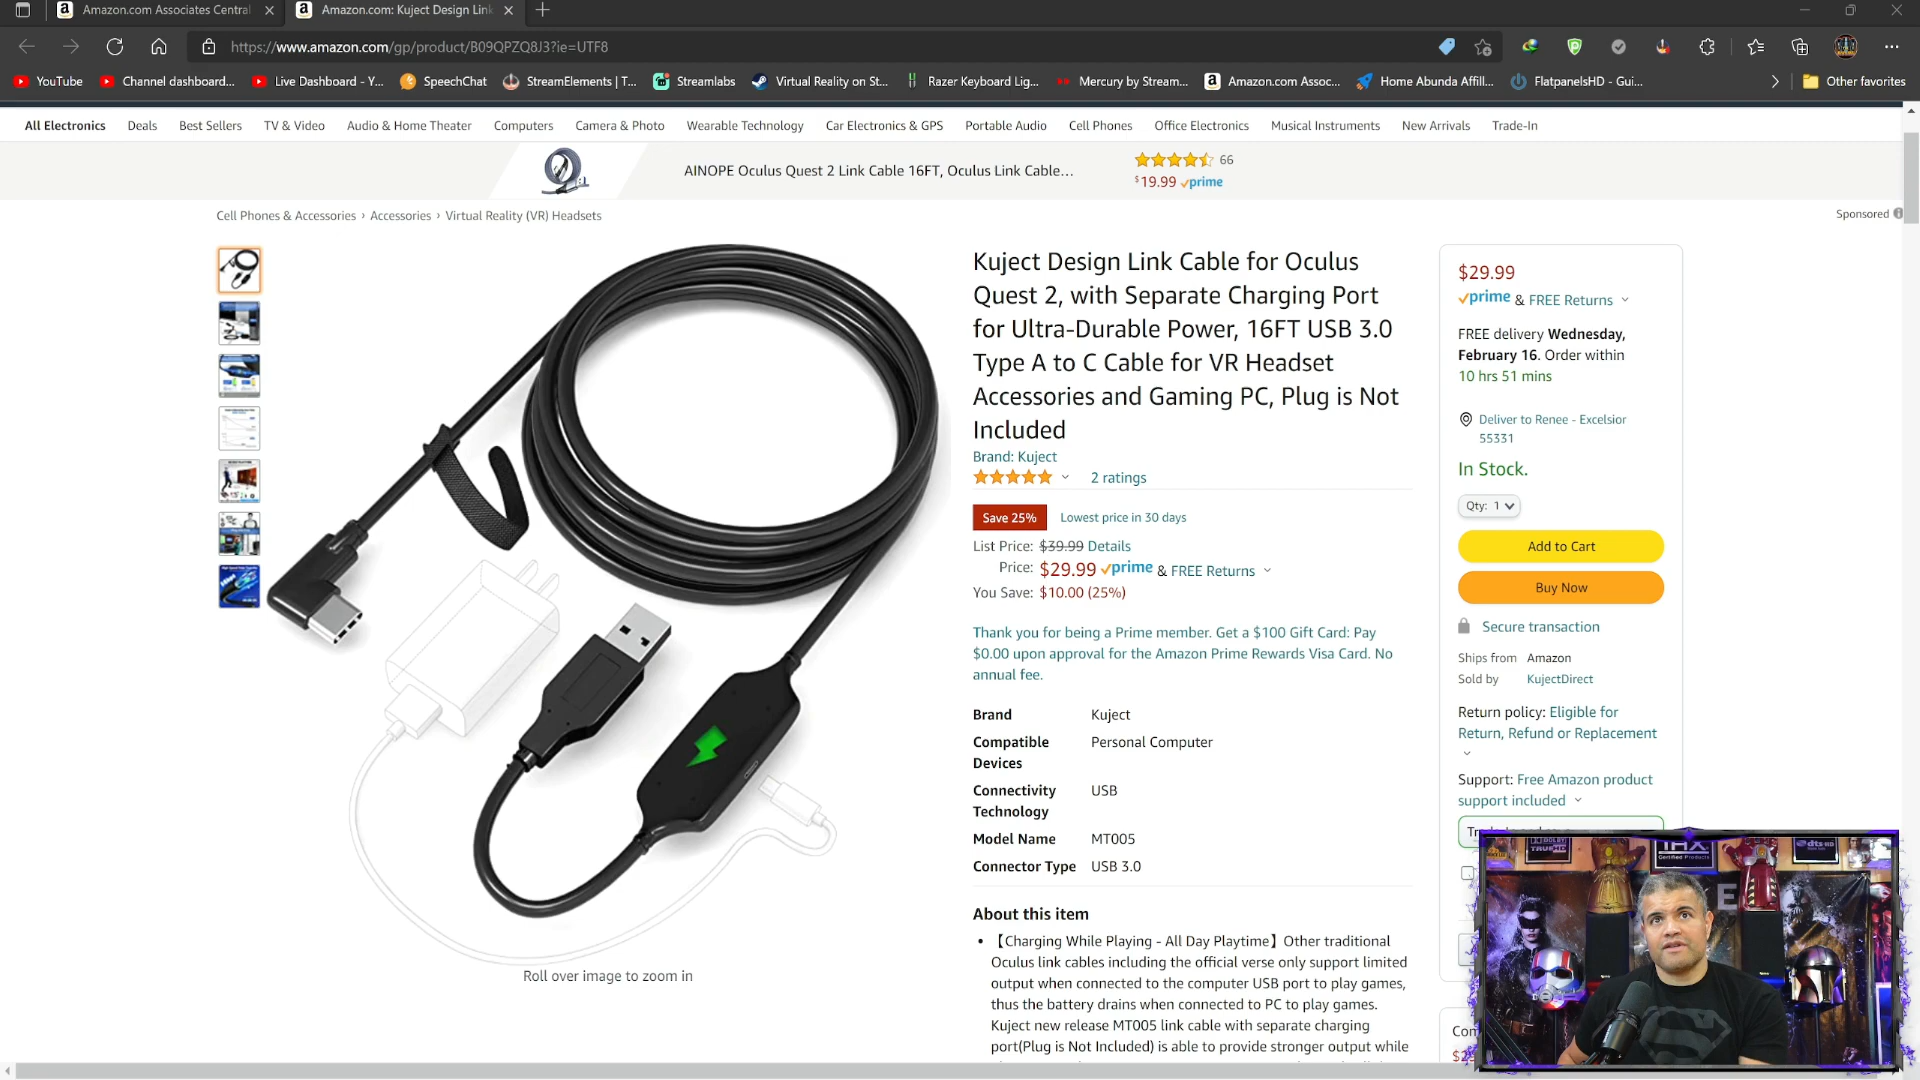 Amazon.com Associates Central
Amazon.com: Kuject Design Link
https://www.amazon.com/gp/product/B09QPZQ8J3?ie=UTF8
YouTube
Channel dashboard...
Live Dashboard - Y...
SpeechChat
StreamElements | T...
Streamlabs
Virtual Reality on St...
Razer Keyboard Lig...
Mercury by Stream...
Amazon.com Assoc...
Home Abunda Affill...
FlatpanelsHD - Gui...
Other favorites
All Electronics
Deals
Best Sellers
TV & Video
Audio & Home Theater
Computers
Camera & Photo
Wearable Technology
Car Electronics & GPS
Portable Audio
Cell Phones
Office Electronics
Musical Instruments
New Arrivals
Trade-In
AINOPE Oculus Quest 2 Link Cable 16FT, Oculus Link Cable...
66
$19.99 prime
Cell Phones & Accessories › Accessories › Virtual Reality (VR) Headsets
Sponsored
Kuject Design Link Cable for Oculus
Quest 2, with Separate Charging Port
for Ultra-Durable Power, 16FT USB 3.0
Type A to C Cable for VR Headset
Accessories and Gaming PC, Plug is Not
Included
Brand: Kuject
2 ratings
Save 25%
Lowest price in 30 days
List Price: $39.99 Details
Price: $29.99 prime & FREE Returns
You Save: $10.00 (25%)
Thank you for being a Prime member. Get a $100 Gift Card: Pay
$0.00 upon approval for the Amazon Prime Rewards Visa Card. No
annual fee.
Brand Kuject
Compatible Personal Computer
Devices
Connectivity USB
Technology
Model Name MT005
Connector Type USB 3.0
About this item
• 【Charging While Playing - All Day Playtime】Other traditional
Oculus link cables including the official verse only support limited
output when connected to the computer USB port to play games,
thus the battery drains when connected to PC to play games.
Kuject new release MT005 link cable with separate charging
port(Plug is Not Included) is able to provide stronger output while
Roll over image to zoom in
$29.99
prime & FREE Returns
FREE delivery Wednesday,
February 16. Order within
10 hrs 51 mins
Deliver to Renee - Excelsior
55331
In Stock.
Qty: 1
Add to Cart
Buy Now
Secure transaction
Ships from Amazon
Sold by KujectDirect
Return policy: Eligible for
Return, Refund or Replacement
Support: Free Amazon product
support included
THX
Certified Products
dts-HD